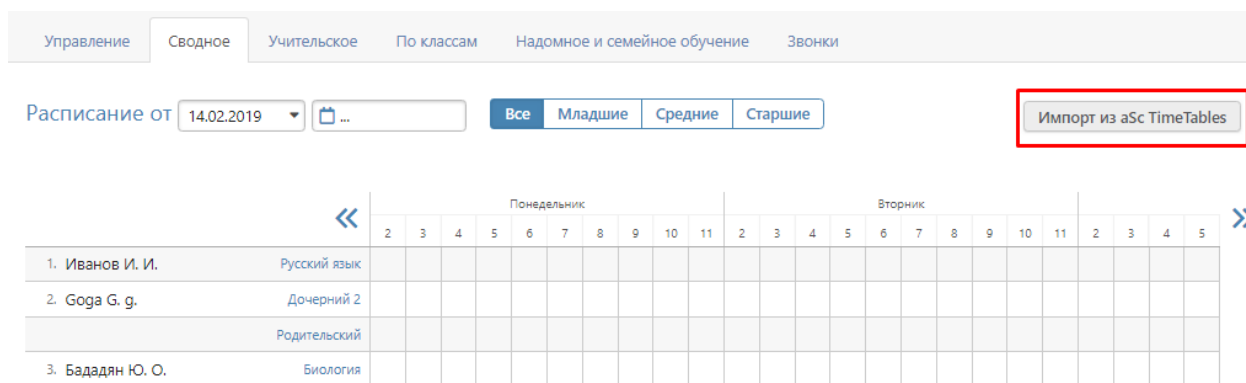 Управление Сводное Учительское По классам Надомное и семейное обучение Звонки
Расписание от 14.02.2019 ... Все Младшие Средние Старшие Импорт из aSc TimeTables
Понедельник Вторник
2 3 4 5 6 7 8 9 10 11 2 3 4 5 6 7 8 9 10 11 2 3 4 5
1. Иванов И. И. Русский язык
2. Goga G. g. Дочерний 2
Родительский
3. Бададян Ю. О. Биология